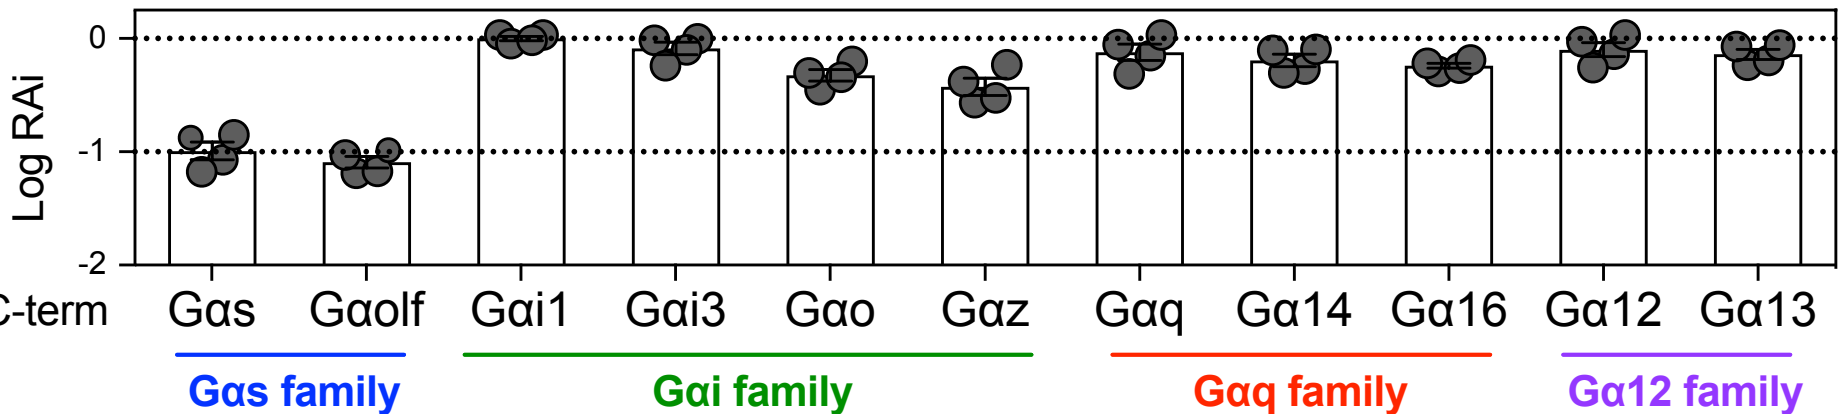 Log RAi
0
-1
-2
C-term Gαs Gαolf Gαi1 Gαi3 Gαo Gαz Gαq Gα14 Gα16 Gα12 Gα13
Gαs family Gαi family Gαq family Gα12 family